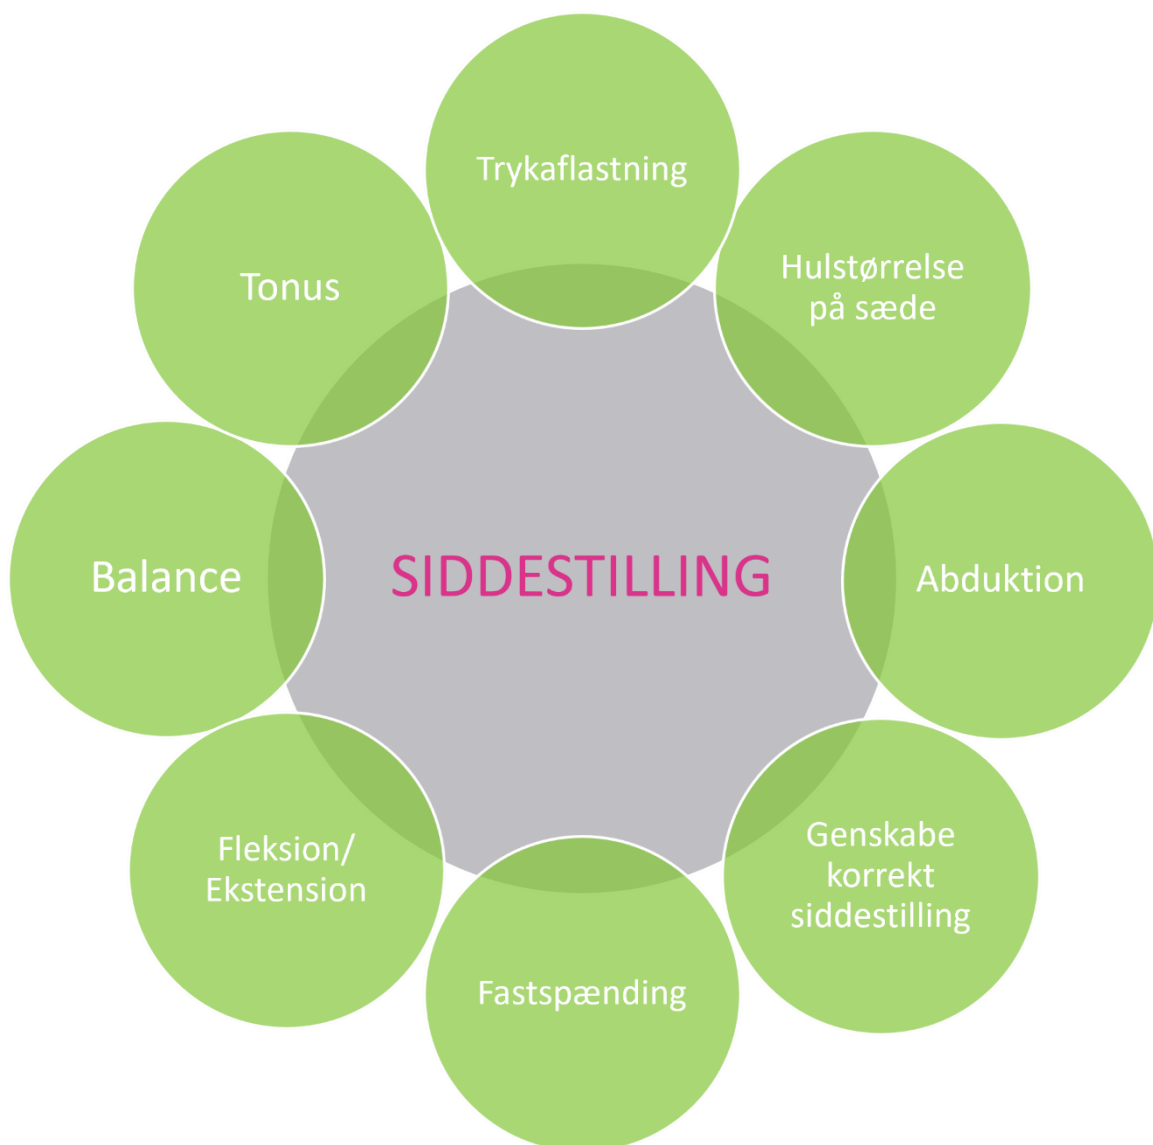 Trykaflastning
Hulstørrelse
på sæde
Abduktion
Genskabe
korrekt
siddestilling
Fastspænding
Fleksion/
Ekstension
Balance
Tonus
SIDDESTILLING